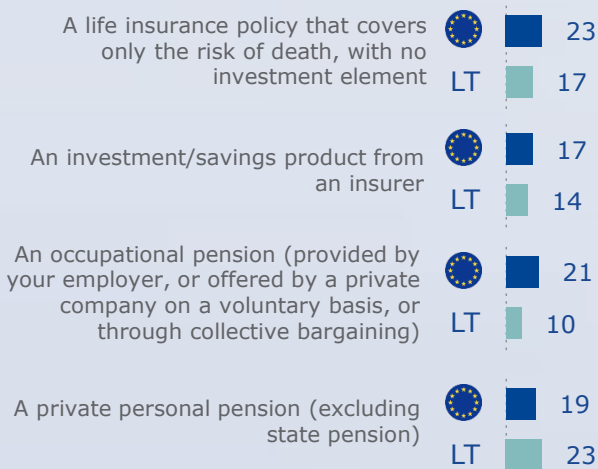 A life insurance policy that covers
only the risk of death, with no
investment element
23
LT 17
An investment/savings product from
an insurer
17
LT 14
An occupational pension (provided by
your employer, or offered by a private
company on a voluntary basis, or
through collective bargaining)
21
LT 10
A private personal pension (excluding
state pension)
19
LT 23